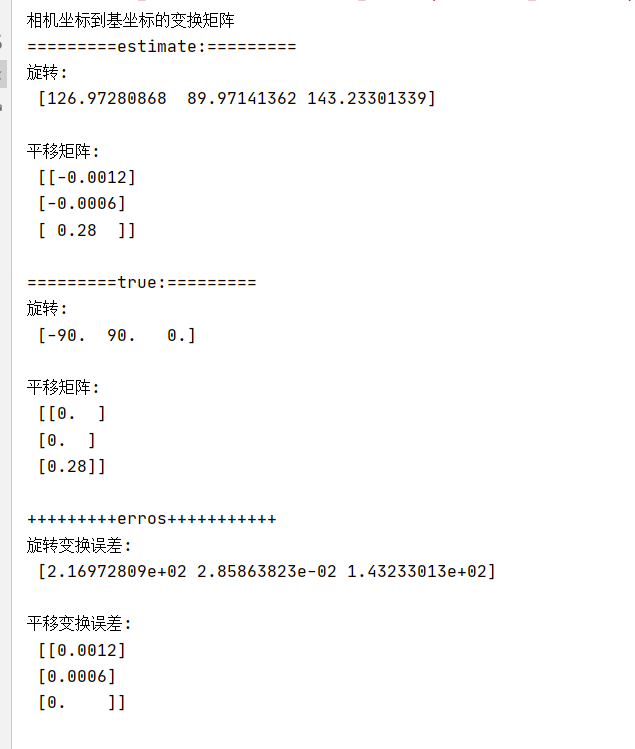 相机坐标到基坐标的变换矩阵
=========estimate:=========
旋转:
[126.97280868  89.97141362 143.23301339]
平移矩阵:
[[-0.0012]
[-0.0006]
[ 0.28  ]]
=========true:=========
旋转:
[-90.  90.   0.]
平移矩阵:
[[0.  ]
[0.  ]
[0.28]]
+++++++++erros+++++++++++
旋转变换误差:
[2.16972809e+02 2.85863823e-02 1.43233013e+02]
平移变换误差:
[[0.0012]
[0.0006]
[0.    ]]